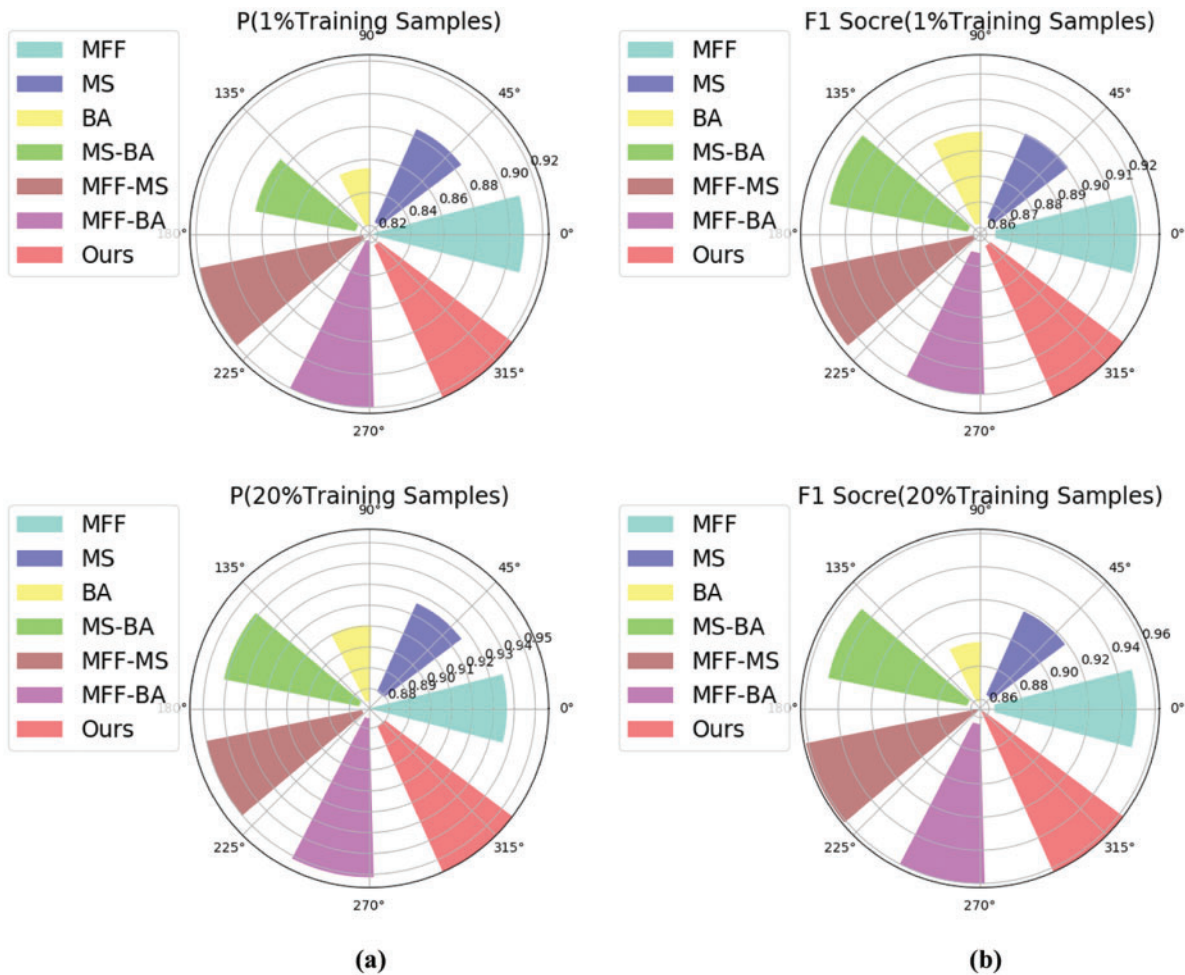 P(1%Training Samples)
MFF
MS
BA
MS-BA
MFF-MS
MFF-BA
Ours
90°
135°
45°
180°
0°
225°
315°
270°
0.82
0.84
0.86
0.88
0.90
0.92
F1 Socre(1%Training Samples)
MFF
MS
BA
MS-BA
MFF-MS
MFF-BA
Ours
90°
135°
45°
180°
0°
225°
315°
270°
0.86
0.87
0.88
0.89
0.90
0.91
0.92
P(20%Training Samples)
MFF
MS
BA
MS-BA
MFF-MS
MFF-BA
Ours
90°
135°
45°
180°
0°
225°
315°
270°
0.88
0.89
0.90
0.91
0.92
0.93
0.94
0.95
F1 Socre(20%Training Samples)
MFF
MS
BA
MS-BA
MFF-MS
MFF-BA
Ours
90°
135°
45°
180°
0°
225°
315°
270°
0.86
0.88
0.90
0.92
0.94
0.96
(a)
(b)